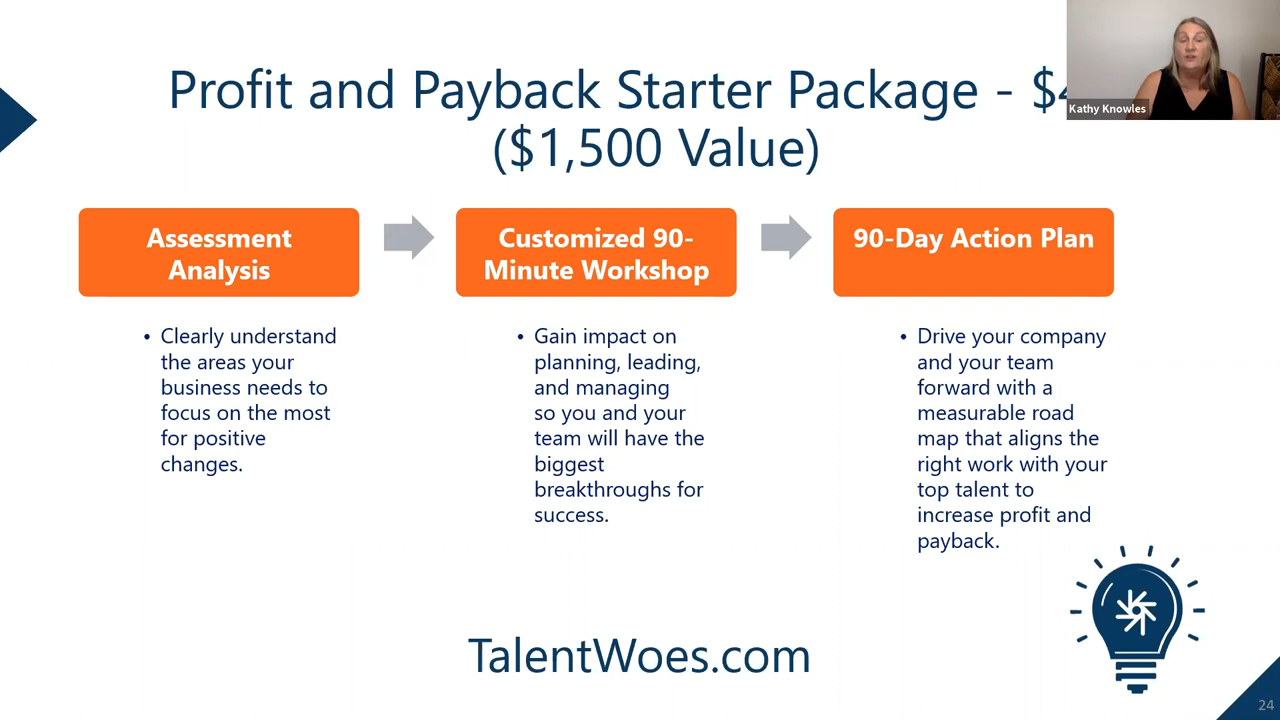 Profit and Payback Starter Package -
($1,500 Value)
Kathy Knowles
Assessment
Analysis
Customized 90-
Minute Workshop
90-Day Action Plan
• Clearly understand
the areas your
business needs to
focus on the most
for positive
changes.
• Gain impact on
planning, leading,
and managing
so you and your
team will have the
biggest
breakthroughs for
success.
• Drive your company
and your team
forward with a
measurable road
map that aligns the
right work with your
top talent to
increase profit and
payback.
TalentWoes.com
24